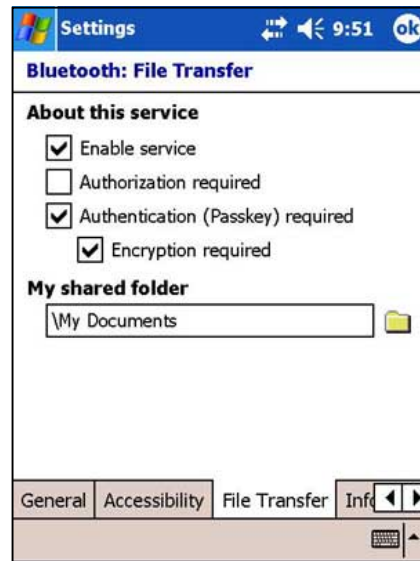 Settings 9:51 ok
Bluetooth: File Transfer
About this service
Enable service
Authorization required
Authentication (Passkey) required
Encryption required
My shared folder
\My Documents
General Accessibility File Transfer